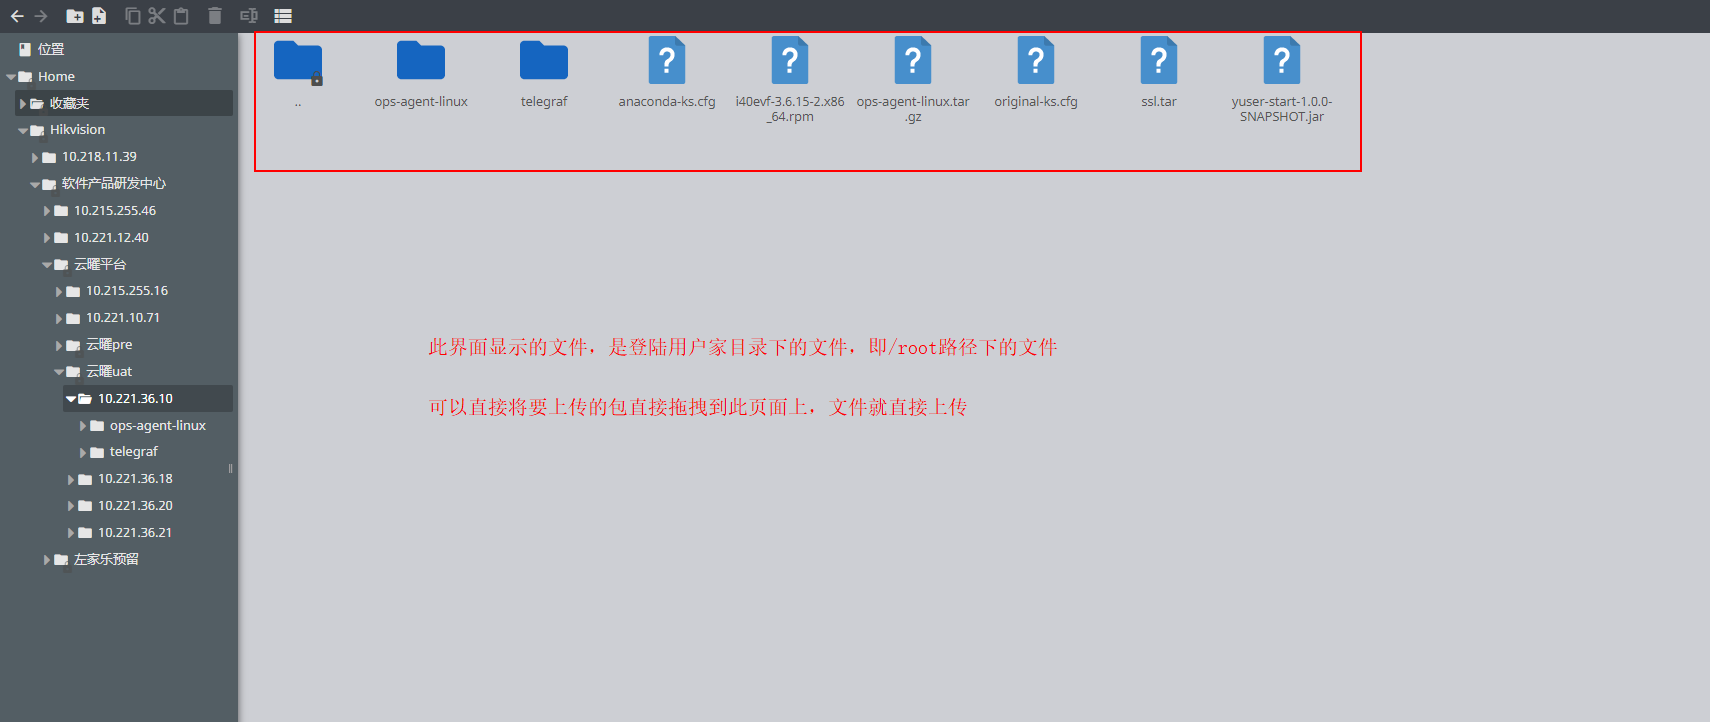 位置
Home
收藏夹
Hikvision
10.218.11.39
软件产品研发中心
10.215.255.46
10.221.12.40
云曜平台
10.215.255.16
10.221.10.71
云曜pre
云曜uat
10.221.36.10
ops-agent-linux
telegraf
10.221.36.18
10.221.36.20
10.221.36.21
左家乐预留
..
ops-agent-linux
telegraf
anaconda-ks.cfg
i40evf-3.6.15-2.x86
_64.rpm
ops-agent-linux.tar
.gz
original-ks.cfg
ssl.tar
yuser-start-1.0.0-
SNAPSHOT.jar
此界面显示的文件，是登陆用户家目录下的文件，即/root路径下的文件
可以直接将要上传的包直接拖拽到此页面上，文件就直接上传